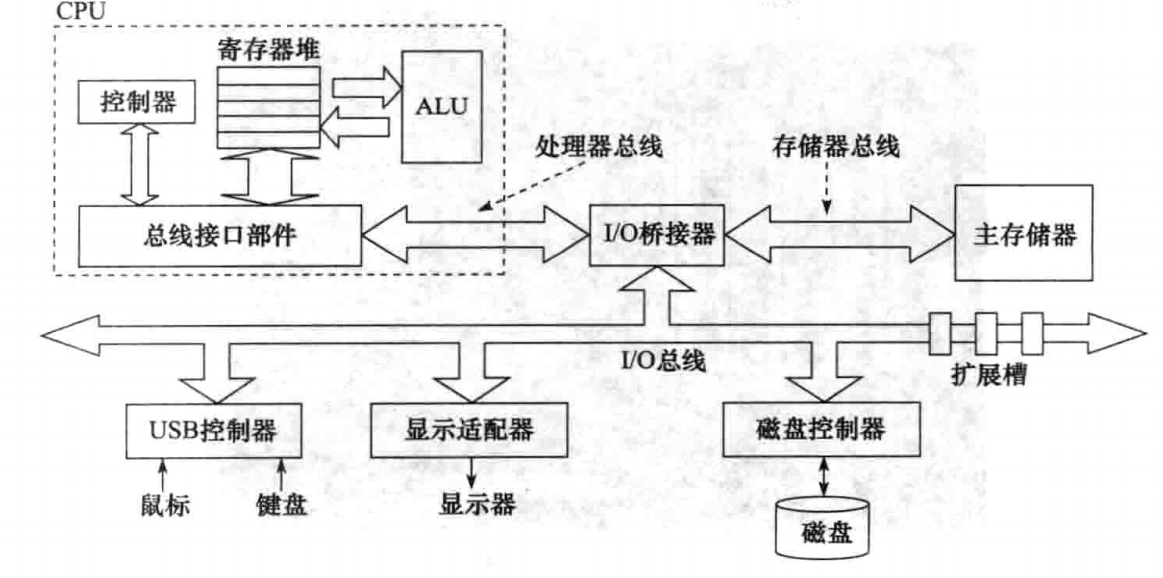 CPU
寄存器堆
控制器
ALU
处理器总线
存储器总线
总线接口部件
I/O桥接器
主存储器
I/O总线
扩展槽
USB控制器
显示适配器
磁盘控制器
鼠标
键盘
显示器
磁盘